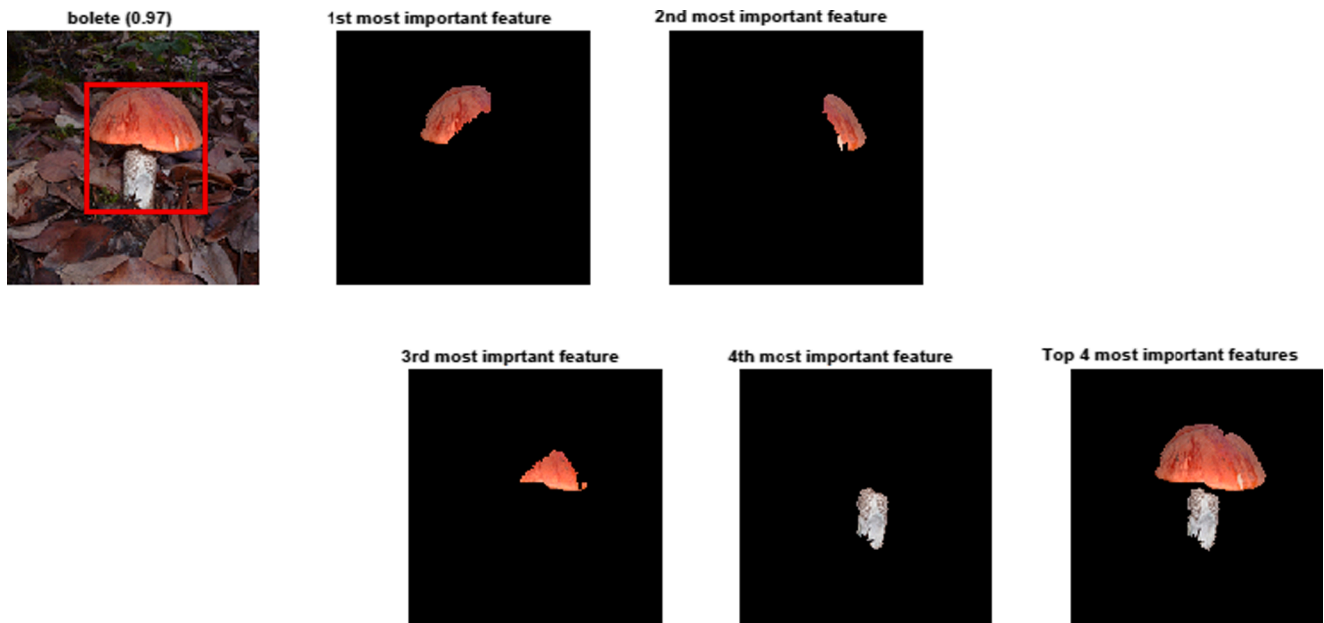 bolete (0.97)
1st most important feature
2nd most important feature
3rd most imprtant feature
4th most important feature
Top 4 most important features